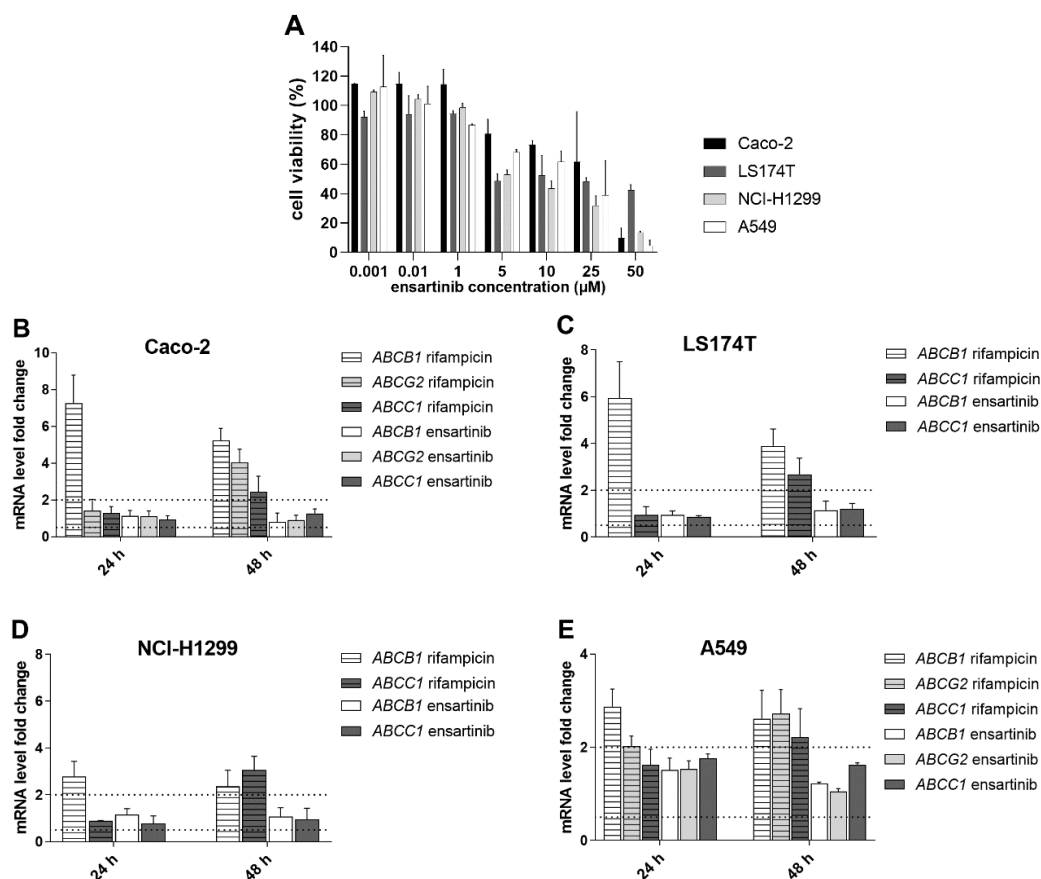 A
140
120
100
80
60
40
20
0
cell viability (%)
0.001 0.01 1 5 10 25 50
ensartinib concentration (µM)
Caco-2
LS174T
NCI-H1299
A549
B
Caco-2
10
8
6
4
2
0
mRNA level fold change
24 h 48 h
ABCB1 rifampicin
ABCG2 rifampicin
ABCC1 rifampicin
ABCB1 ensartinib
ABCG2 ensartinib
ABCC1 ensartinib
C
LS174T
8
6
4
2
0
mRNA level fold change
24 h 48 h
ABCB1 rifampicin
ABCC1 rifampicin
ABCB1 ensartinib
ABCC1 ensartinib
D
NCI-H1299
8
6
4
2
0
mRNA level fold change
24 h 48 h
ABCB1 rifampicin
ABCC1 rifampicin
ABCB1 ensartinib
ABCC1 ensartinib
E
A549
4
2
0
mRNA level fold change
24 h 48 h
ABCB1 rifampicin
ABCG2 rifampicin
ABCC1 rifampicin
ABCB1 ensartinib
ABCG2 ensartinib
ABCC1 ensartinib